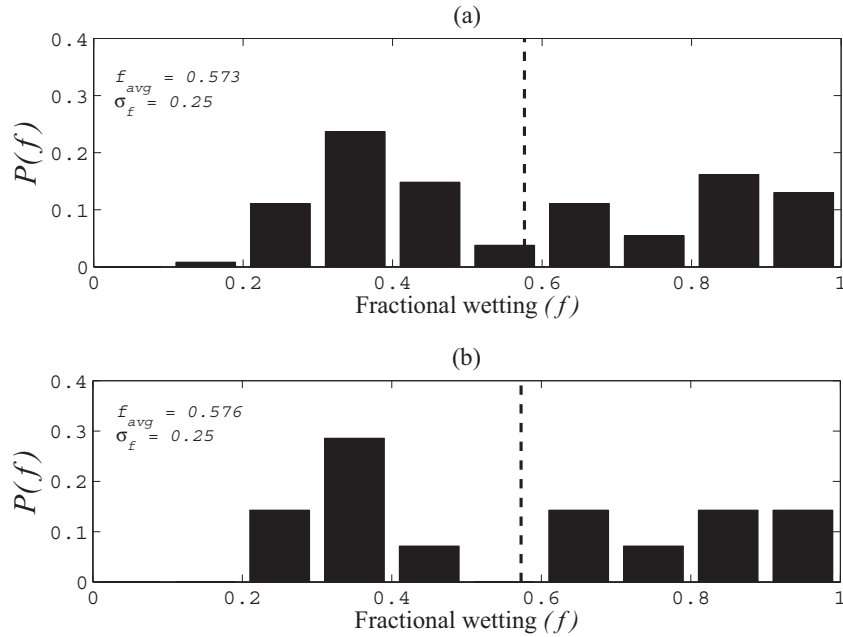 (a)
0.4
0.3
0.2
0.1
0
P(f)
f_avg = 0.573
σ_f = 0.25
0 0.2 0.4 0.6 0.8 1
Fractional wetting (f)
(b)
0.4
0.3
0.2
0.1
0
P(f)
f_avg = 0.576
σ_f = 0.25
0 0.2 0.4 0.6 0.8 1
Fractional wetting (f)